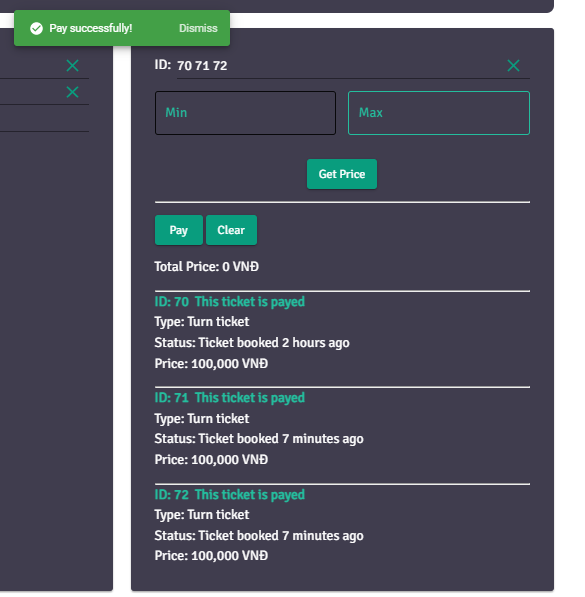 Pay successfully! Dismiss
ID: 70 71 72
Min Max
Get Price
Pay Clear
Total Price: 0 VNĐ
ID: 70 This ticket is payed
Type: Turn ticket
Status: Ticket booked 2 hours ago
Price: 100,000 VNĐ
ID: 71 This ticket is payed
Type: Turn ticket
Status: Ticket booked 7 minutes ago
Price: 100,000 VNĐ
ID: 72 This ticket is payed
Type: Turn ticket
Status: Ticket booked 7 minutes ago
Price: 100,000 VNĐ